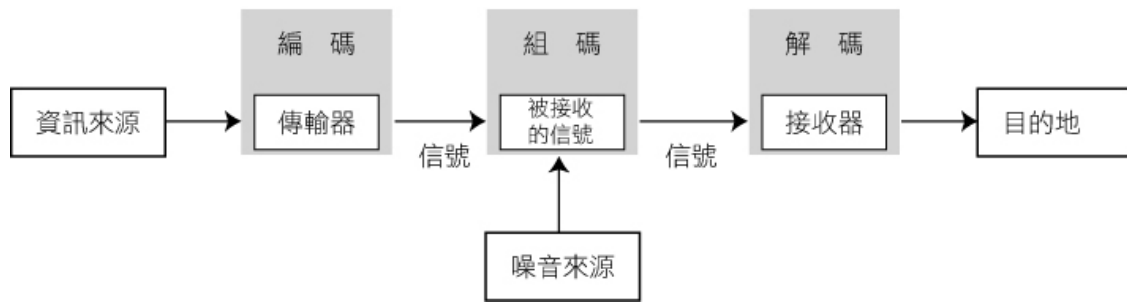 編 碼
組 碼
解 碼
資訊來源
傳輸器
被接收
的信號
接收器
目的地
信號
信號
噪音來源